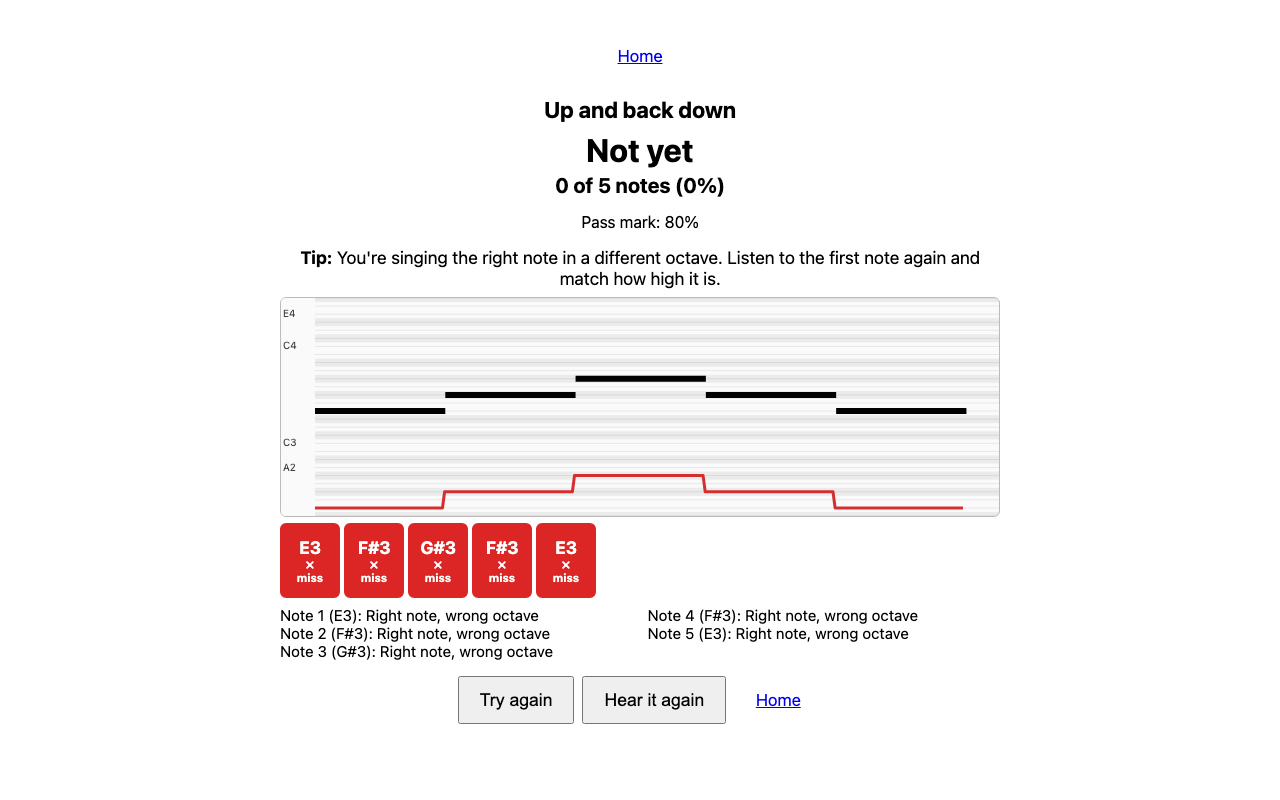 Home
Up and back down
Not yet
0 of 5 notes (0%)
Pass mark: 80%
Tip: You're singing the right note in a different octave. Listen to the first note again and
match how high it is.
E4
C4
C3
A2
E3
×
miss
F#3
×
miss
G#3
×
miss
F#3
×
miss
E3
×
miss
Note 1 (E3): Right note, wrong octave
Note 2 (F#3): Right note, wrong octave
Note 3 (G#3): Right note, wrong octave
Note 4 (F#3): Right note, wrong octave
Note 5 (E3): Right note, wrong octave
Try again
Hear it again
Home